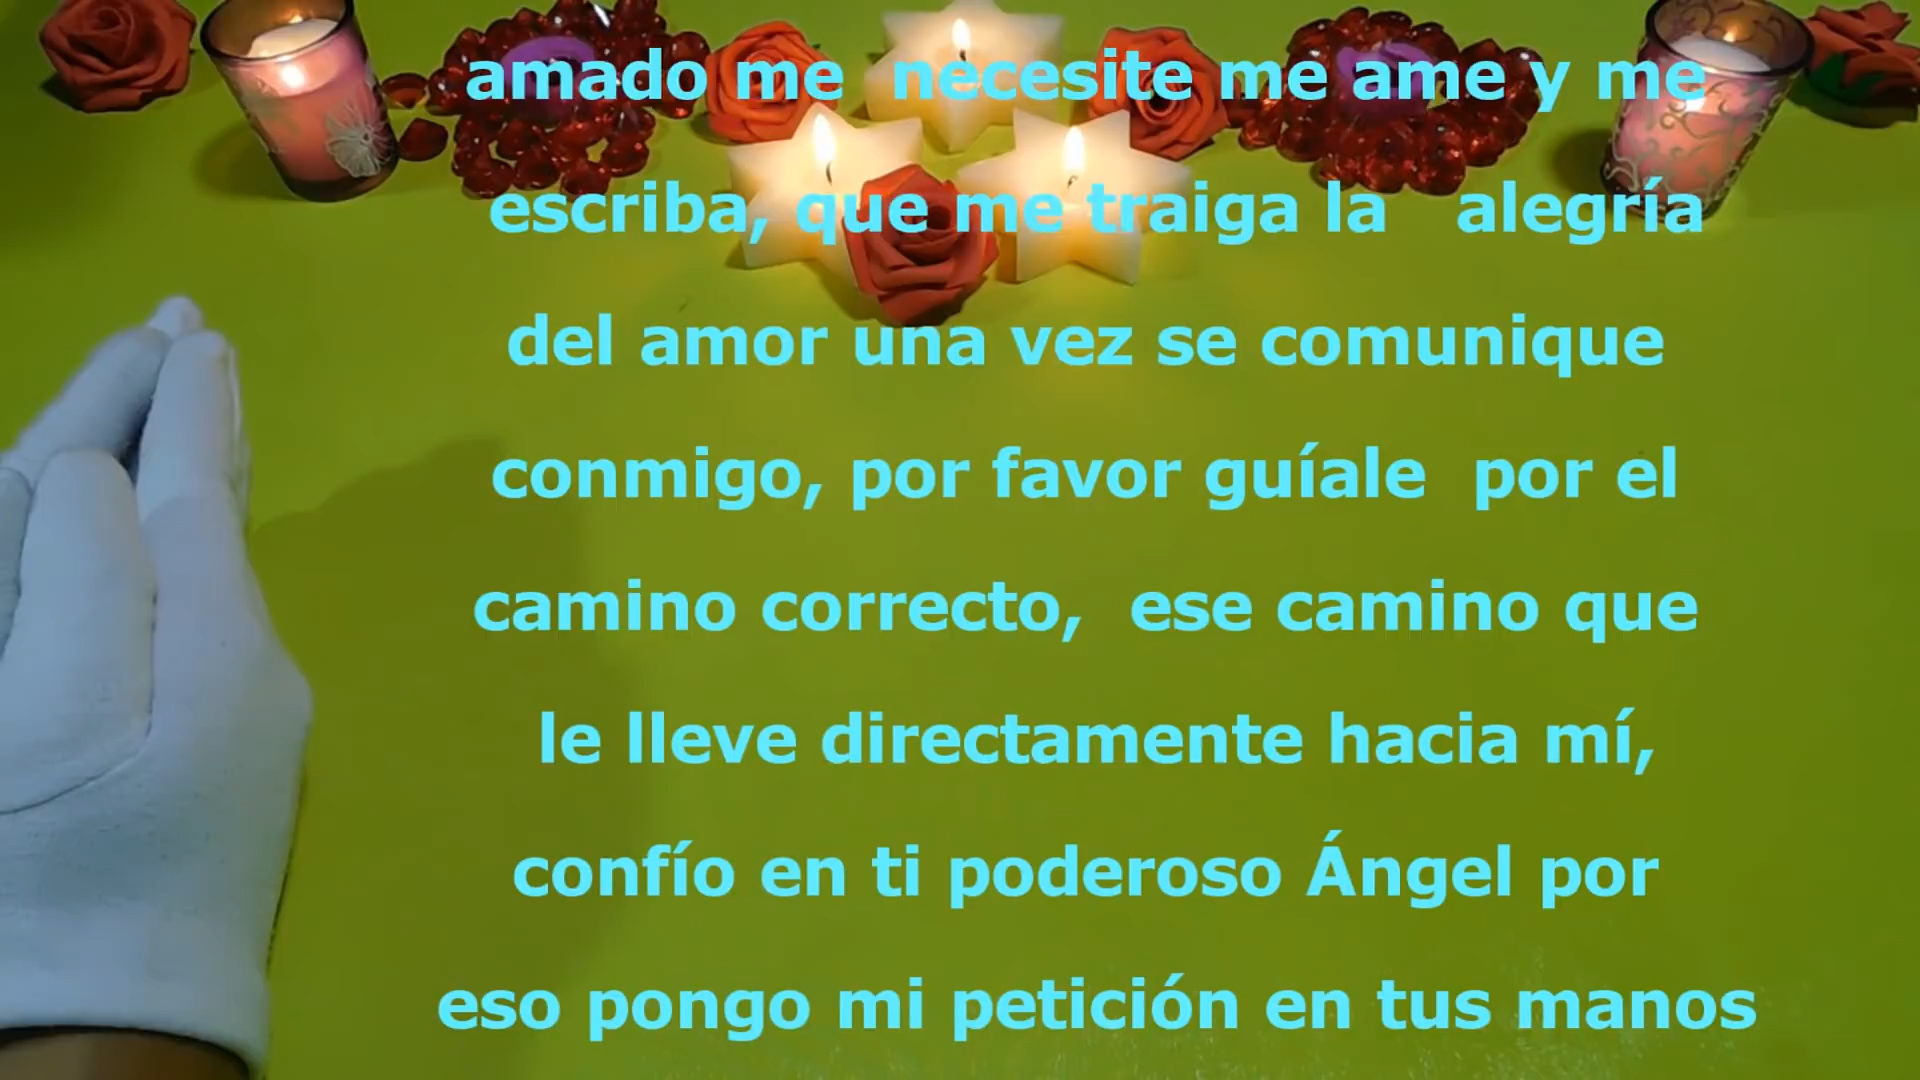 amado me necesite me ame y me
escriba, que me traiga la alegría
del amor una vez se comunique
conmigo, por favor guíale por el
camino correcto, ese camino que
le lleve directamente hacia mí,
confío en ti poderoso Ángel por
eso pongo mi petición en tus manos